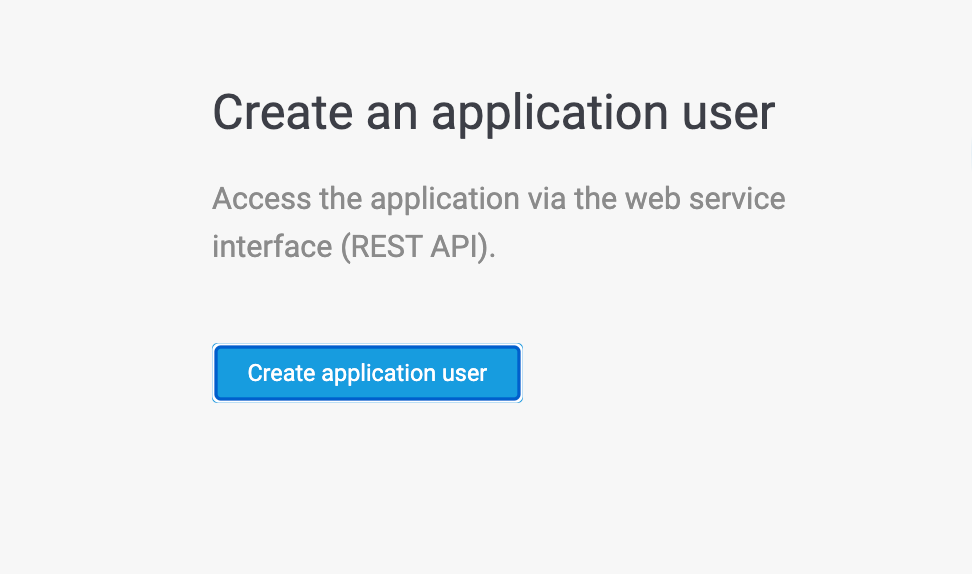 Create an application user
Access the application via the web service
interface (REST API).
Create application user